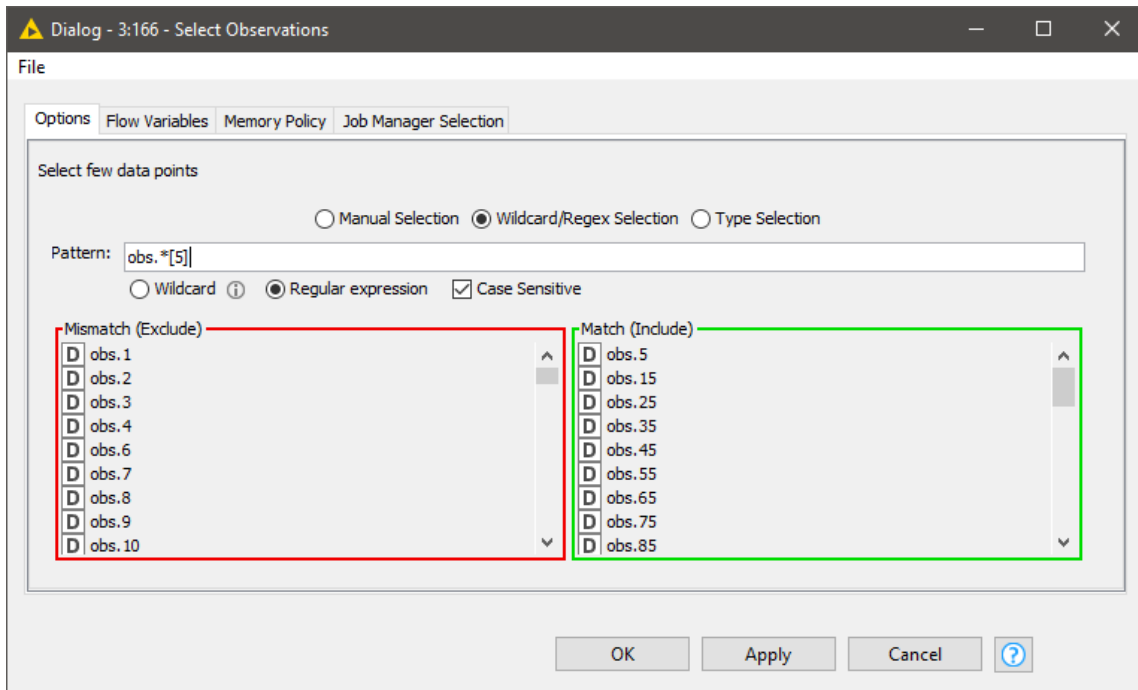 Dialog - 3:166 - Select Observations
File
Options Flow Variables Memory Policy Job Manager Selection
Select few data points
Manual Selection Wildcard/Regex Selection Type Selection
Pattern: obs.*[5]
Wildcard Regular expression Case Sensitive
Mismatch (Exclude)
D obs.1
D obs.2
D obs.3
D obs.4
D obs.6
D obs.7
D obs.8
D obs.9
D obs.10
Match (Include)
D obs.5
D obs.15
D obs.25
D obs.35
D obs.45
D obs.55
D obs.65
D obs.75
D obs.85
OK Apply Cancel ?